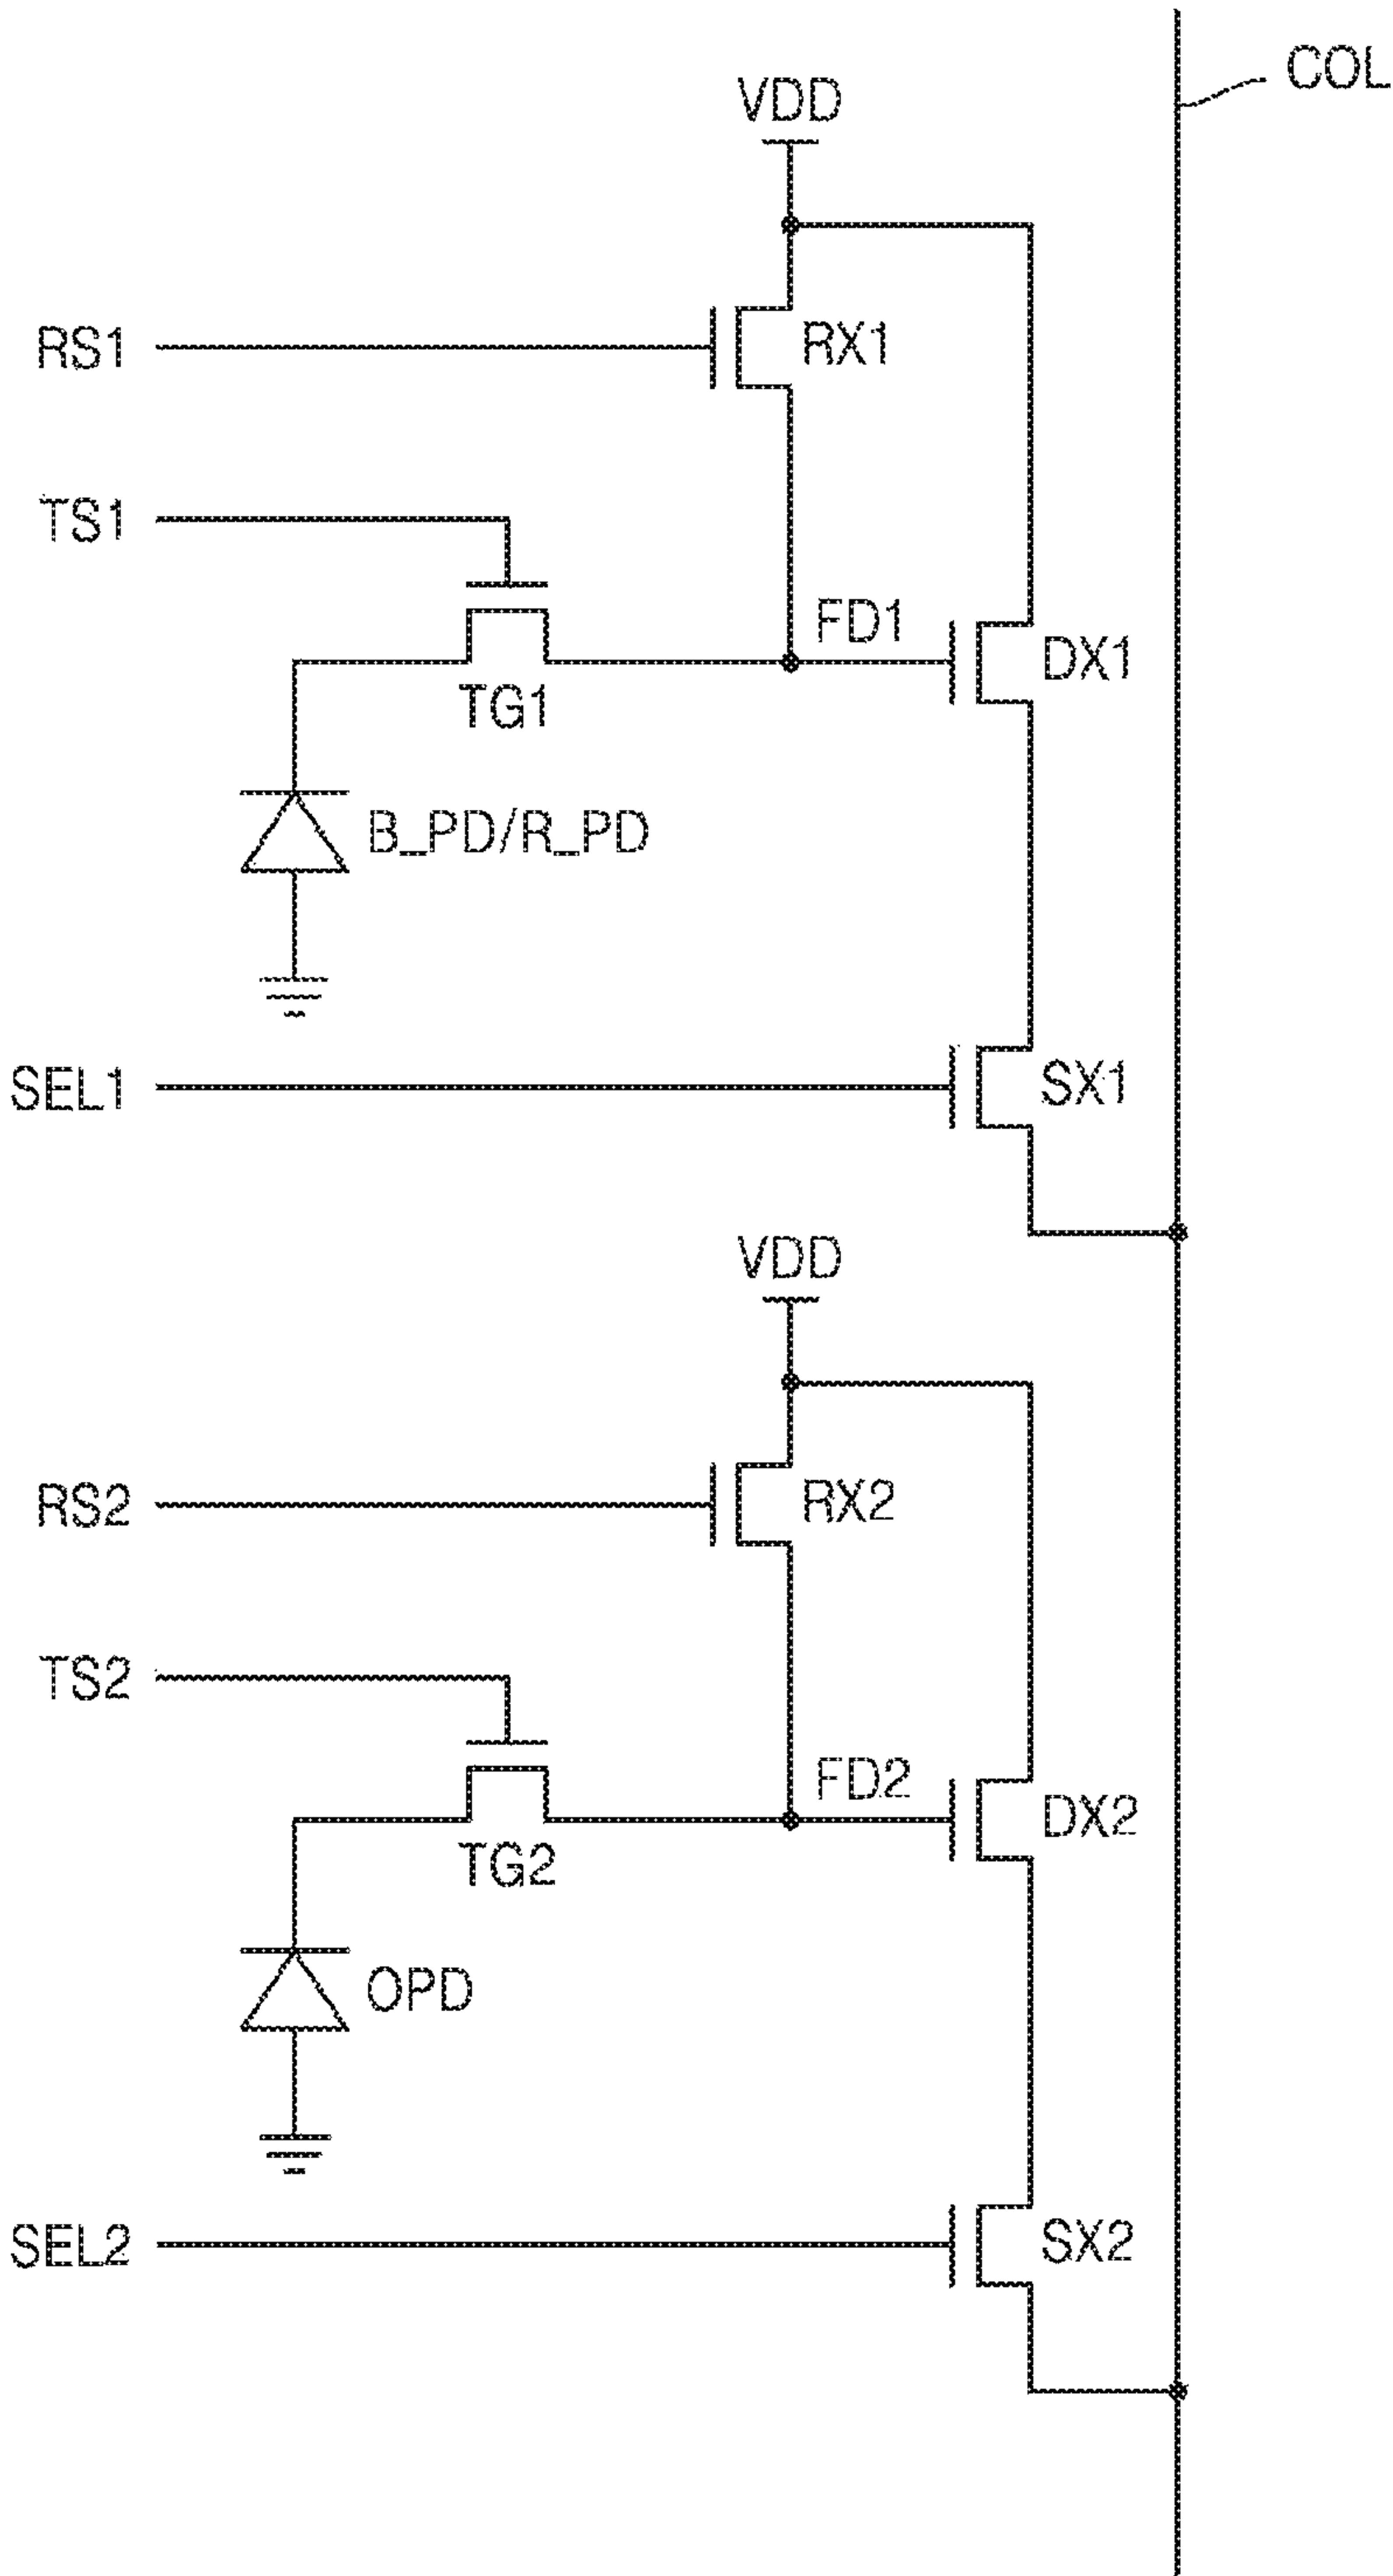 COL
VDD
RS1
RX1
TS1
FD1
DX1
TG1
B_PD/R_PD
SEL1
SX1
VDD
RS2
RX2
TS2
FD2
DX2
TG2
OPD
SEL2
SX2